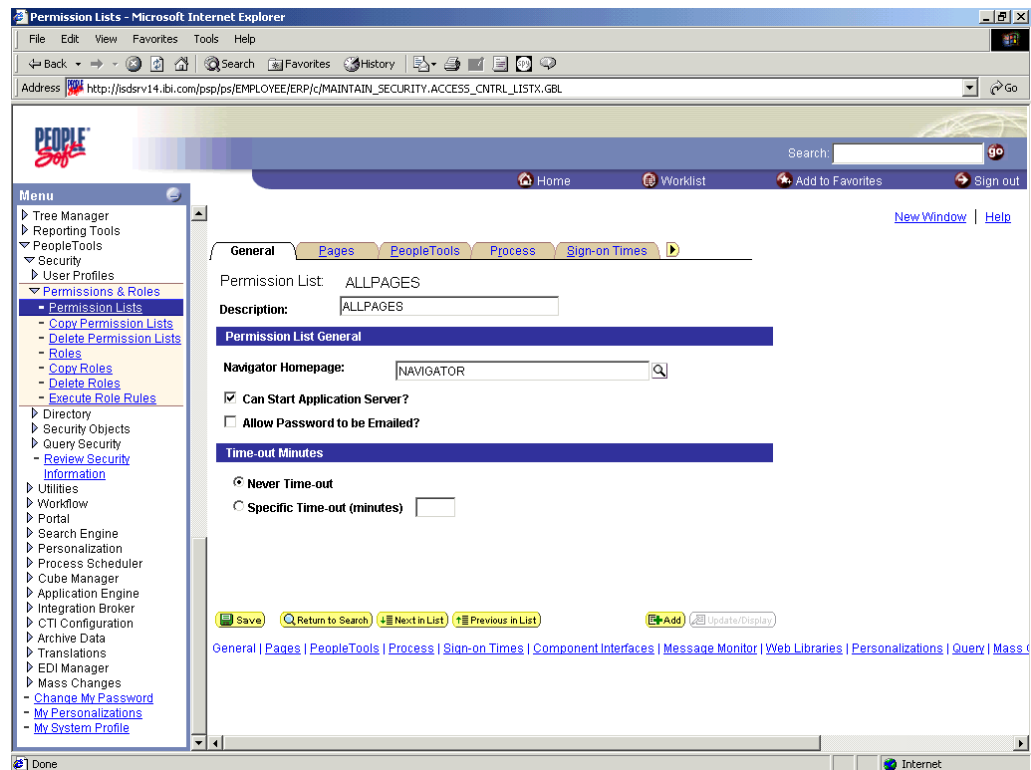 Permission Lists - Microsoft Internet Explorer
File Edit View Favorites Tools Help
Back Search Favorites History
Address http://isdsrv14.ibi.com/psp/ps/EMPLOYEE/ERP/c/MAINTAIN_SECURITY.ACCESS_CNTRL_LISTX.GBL Go
PEOPLE Soft
Search: go
Home Worklist Add to Favorites Sign out
Menu
Tree Manager
Reporting Tools
PeopleTools
Security
User Profiles
Permissions & Roles
- Permission Lists
- Copy Permission Lists
- Delete Permission Lists
- Roles
- Copy Roles
- Delete Roles
- Execute Role Rules
Directory
Security Objects
Query Security
- Review Security
Information
Utilities
Workflow
Portal
Search Engine
Personalization
Process Scheduler
Cube Manager
Application Engine
Integration Broker
CTI Configuration
Archive Data
Translations
EDI Manager
Mass Changes
- Change My Password
- My Personalizations
- My System Profile
New Window | Help
General Pages PeopleTools Process Sign-on Times
Permission List: ALLPAGES
Description: ALLPAGES
Permission List General
Navigator Homepage: NAVIGATOR
Can Start Application Server?
Allow Password to be Emailed?
Time-out Minutes
Never Time-out
Specific Time-out (minutes)
Save Return to Search Next in List Previous in List Add Update/Display
General | Pages | PeopleTools | Process | Sign-on Times | Component Interfaces | Message Monitor | Web Libraries | Personalizations | Query | Mass
Done Internet